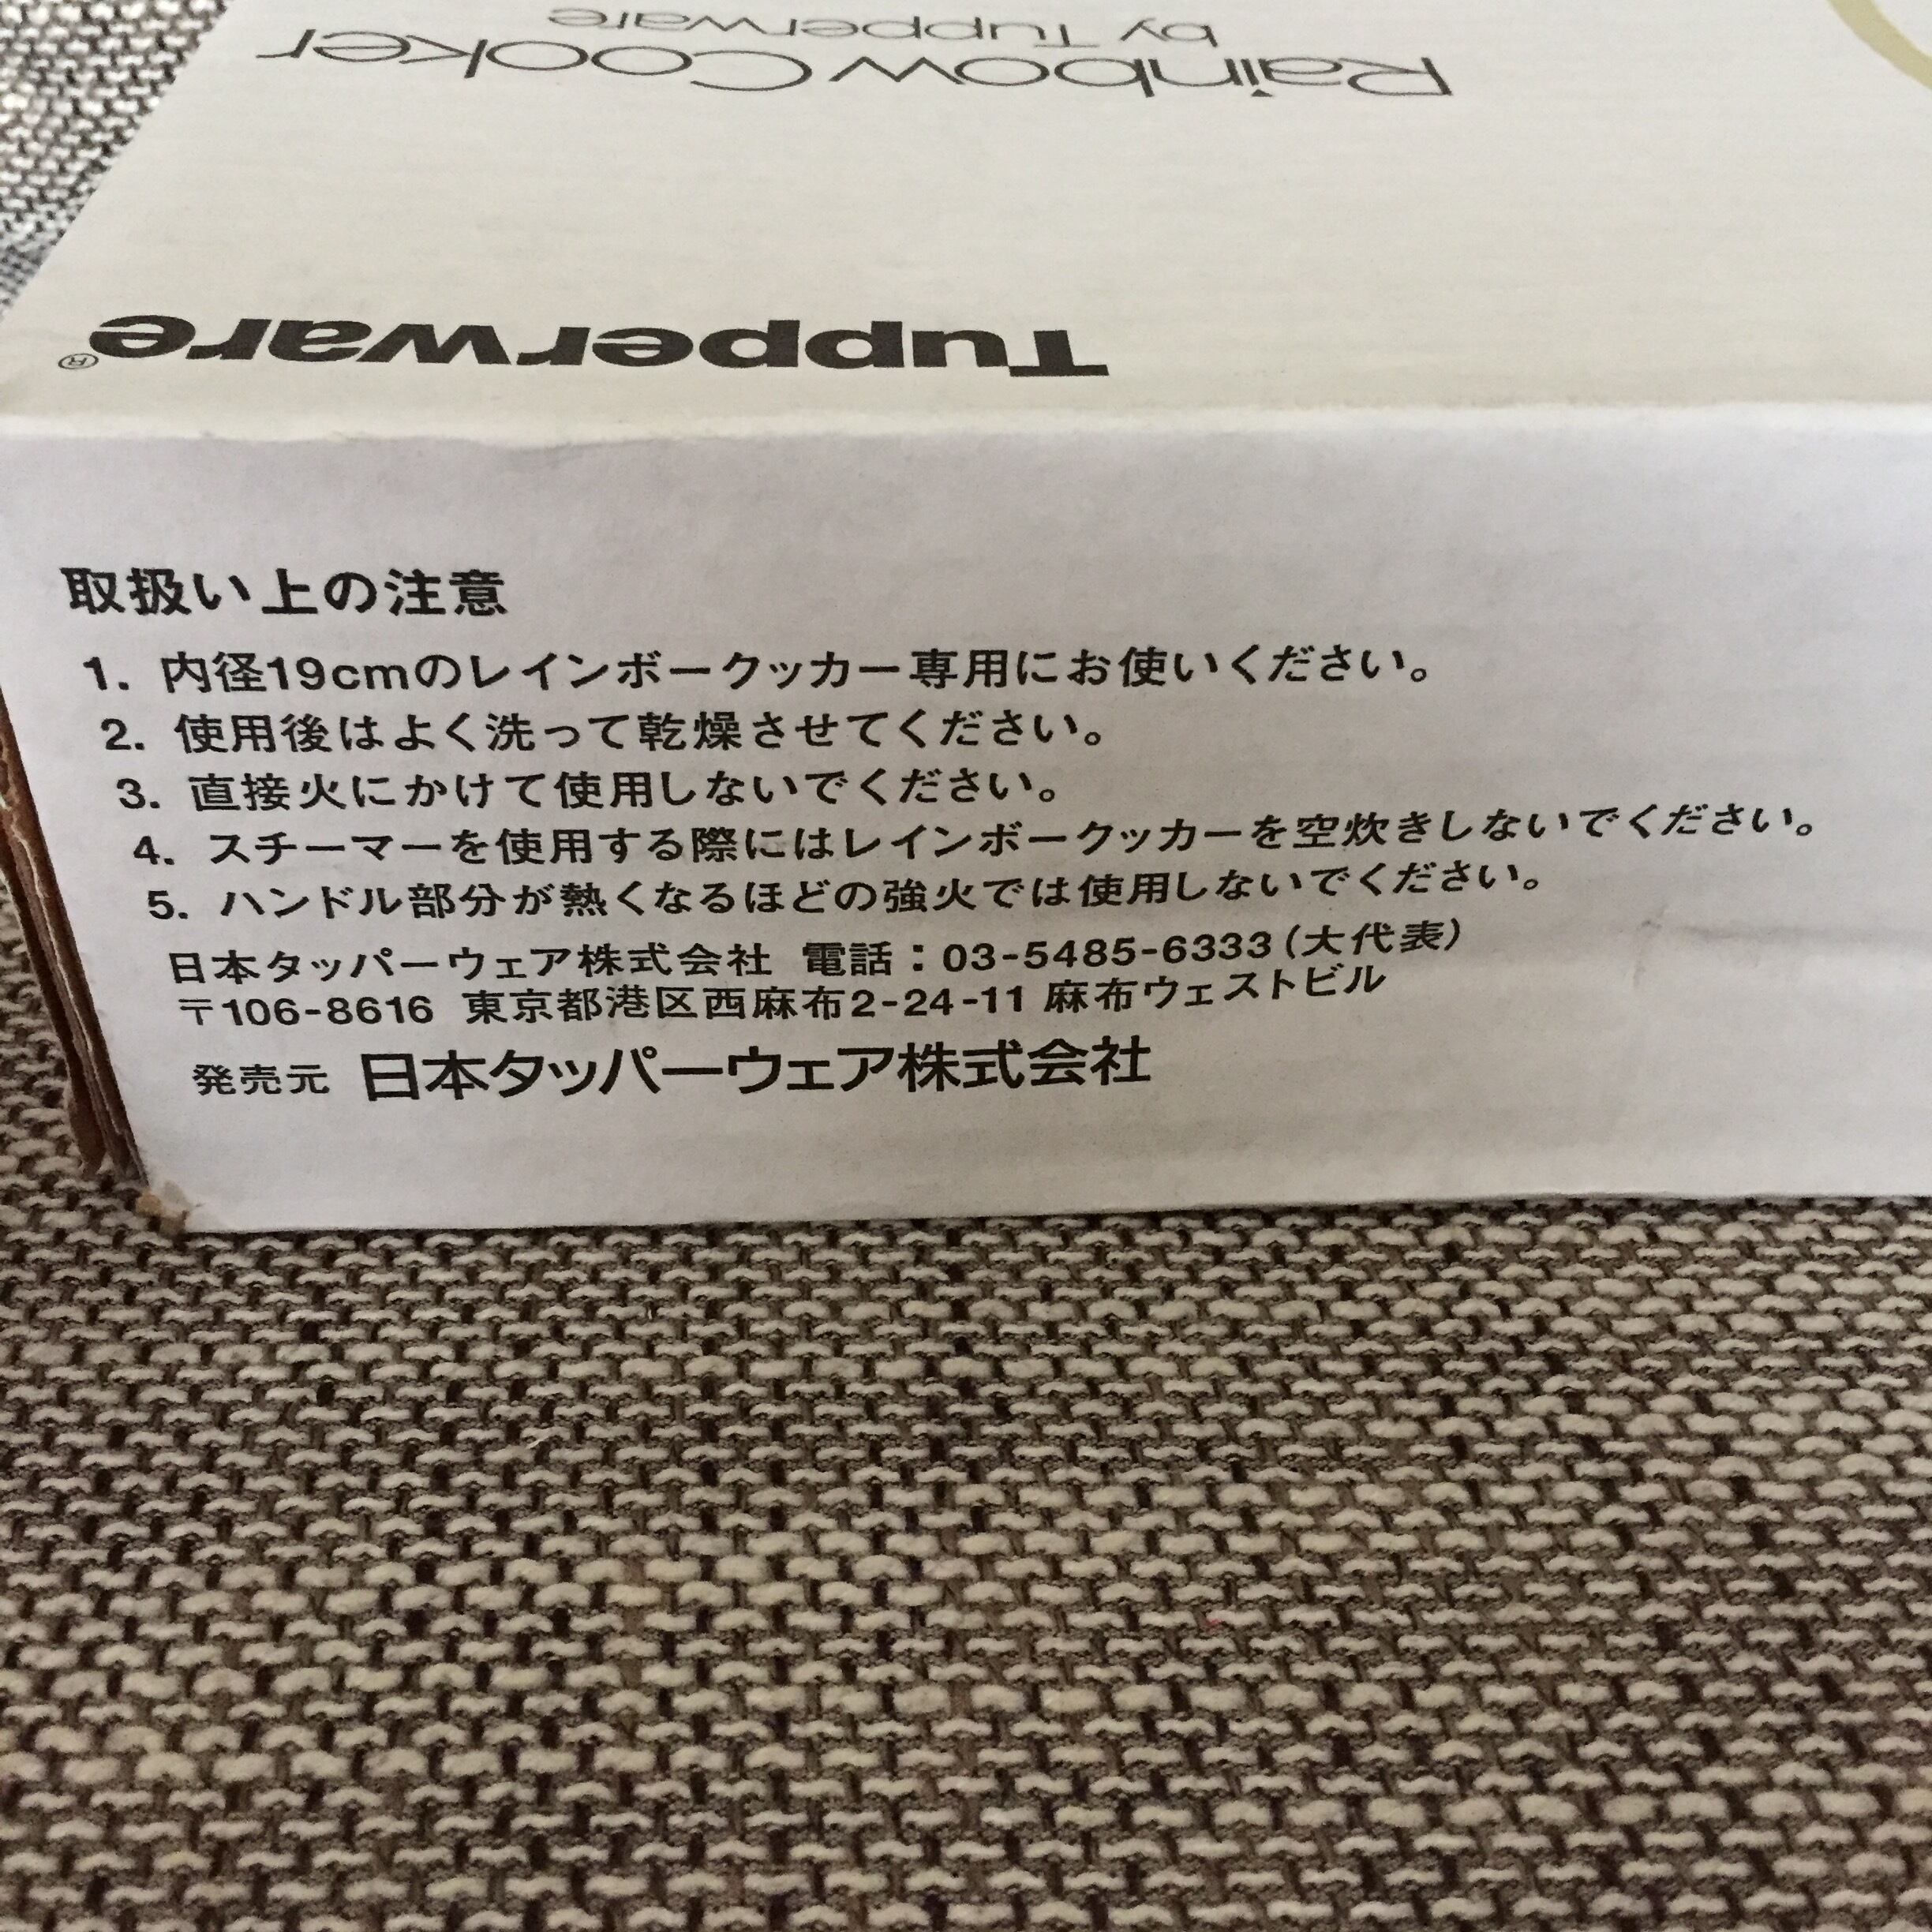 Rainbow Cooker
by Tupperware
Tupperware®
取扱い上の注意
1. 内径19cmのレインボークッカー専用にお使いください。
2. 使用後はよく洗って乾燥させてください。
3. 直接火にかけて使用しないでください。
4. スチーマーを使用する際にはレインボークッカーを空炊きしないでください。
5. ハンドル部分が熱くなるほどの強火では使用しないでください。
日本タッパーウェア株式会社 電話：03-5485-6333(大代表)
〒106-8616 東京都港区西麻布2-24-11 麻布ウェストビル
発売元 日本タッパーウェア株式会社